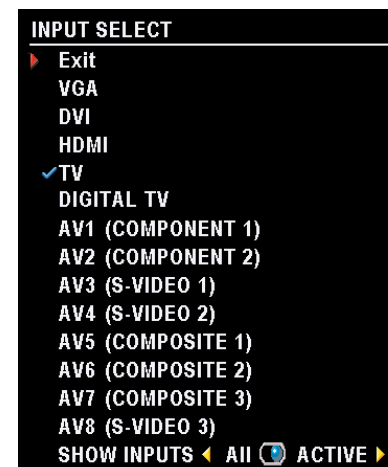 INPUT SELECT
Exit
VGA
DVI
HDMI
TV
DIGITAL TV
AV1 (COMPONENT 1)
AV2 (COMPONENT 2)
AV3 (S-VIDEO 1)
AV4 (S-VIDEO 2)
AV5 (COMPOSITE 1)
AV6 (COMPOSITE 2)
AV7 (COMPOSITE 3)
AV8 (S-VIDEO 3)
SHOW INPUTS All ACTIVE